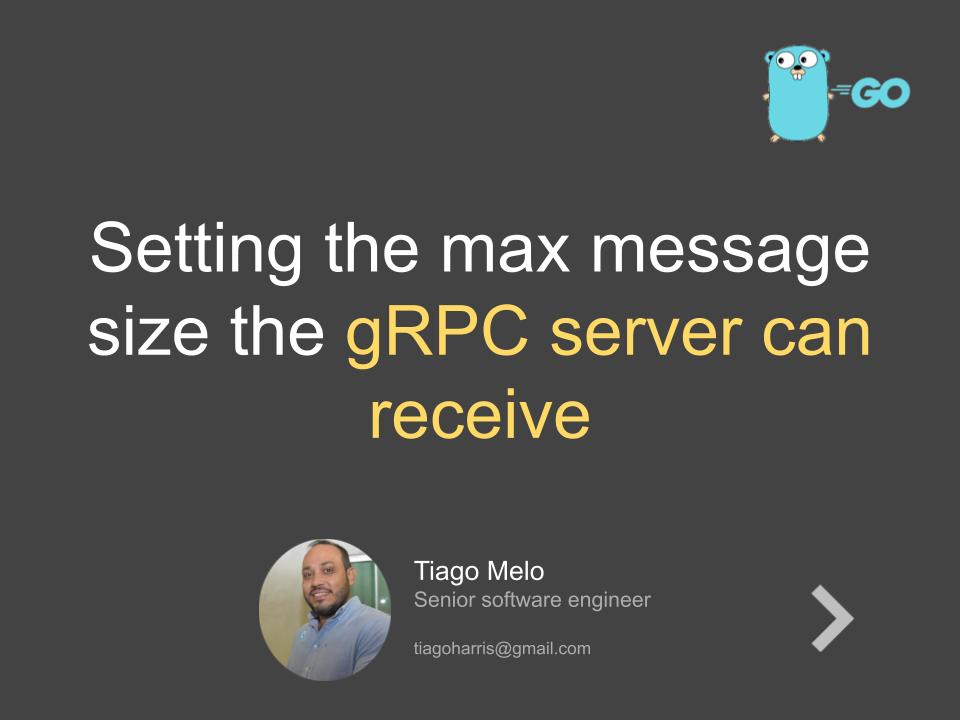 GO
Setting the max message
size the gRPC server can
receive
Tiago Melo
Senior software engineer
tiagoharris@gmail.com